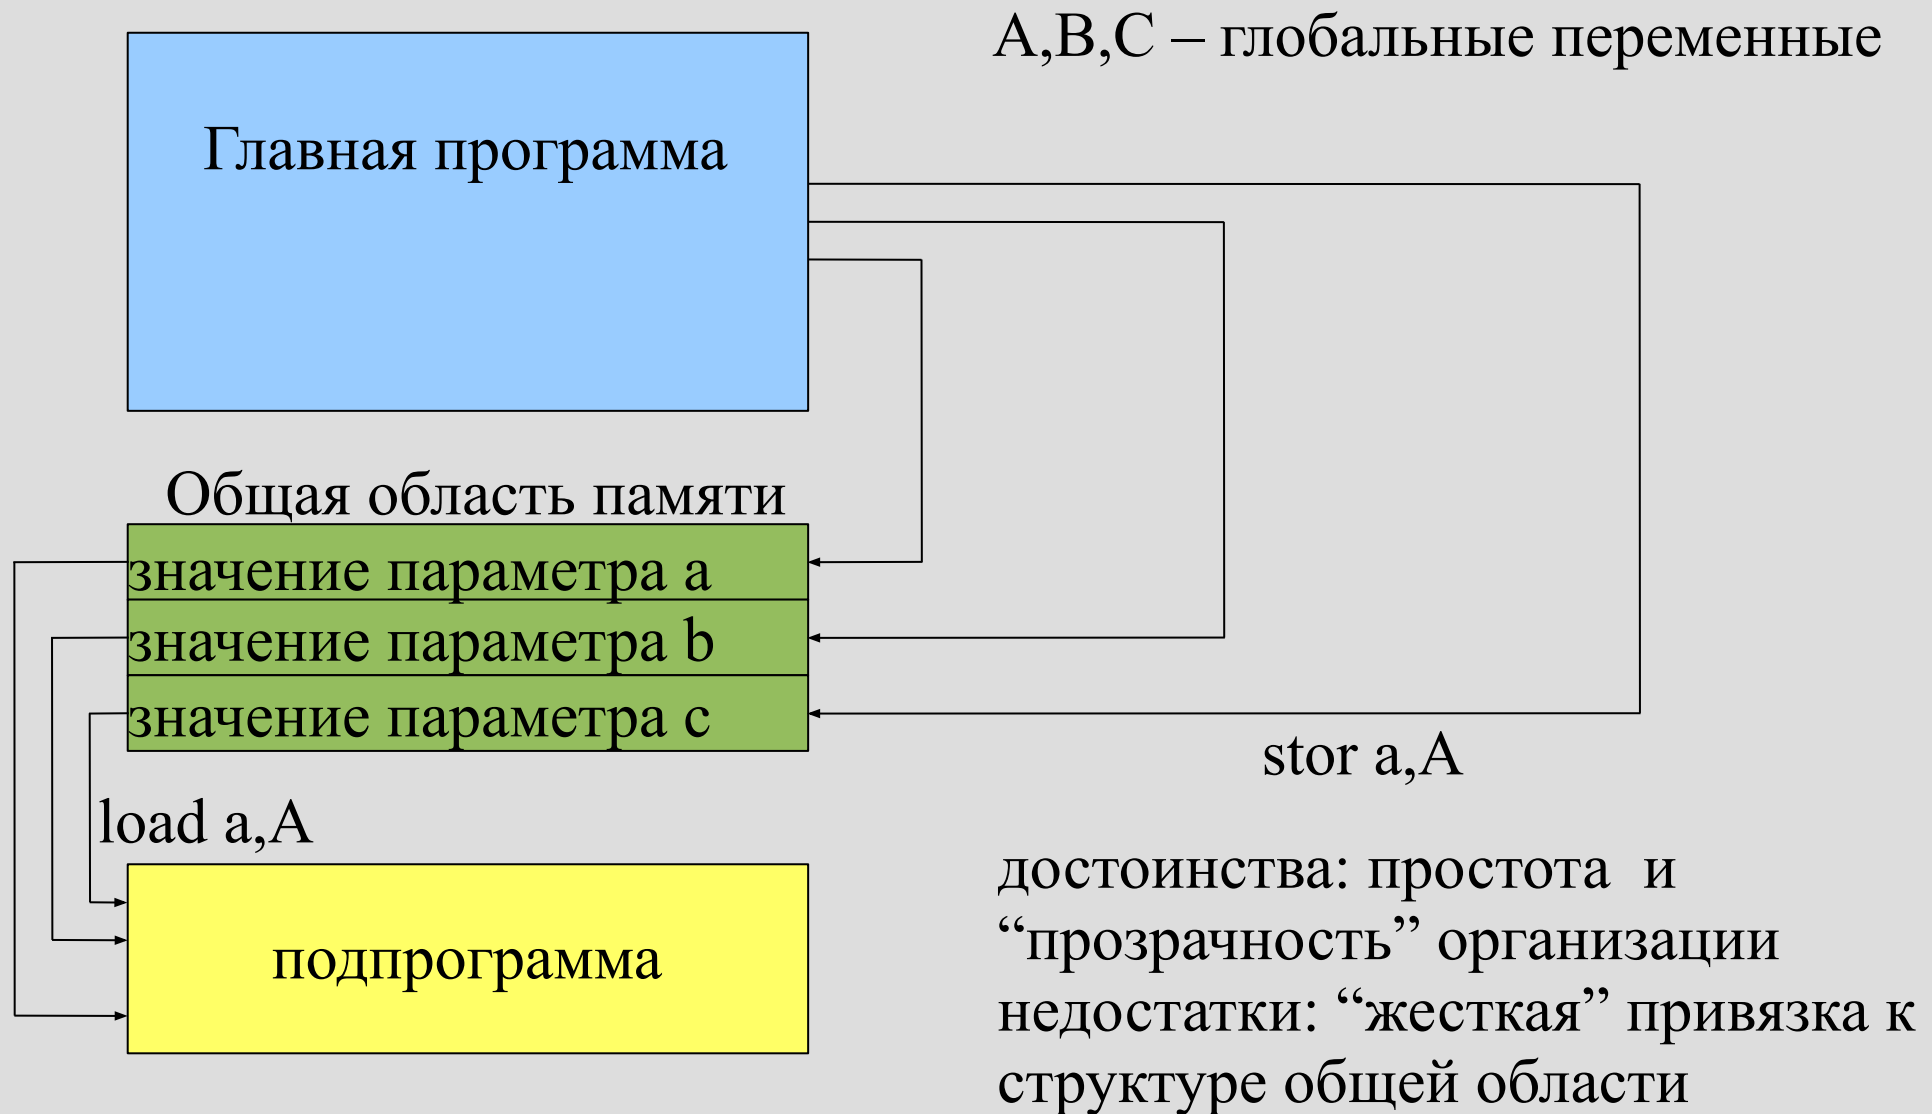 A,B,C – глобальные переменные
Главная программа
Общая область памяти
значение параметра a
значение параметра b
значение параметра c
stor a,A
load a,A
подпрограмма
достоинства: простота и
“прозрачность” организации
недостатки: “жесткая” привязка к
структуре общей области